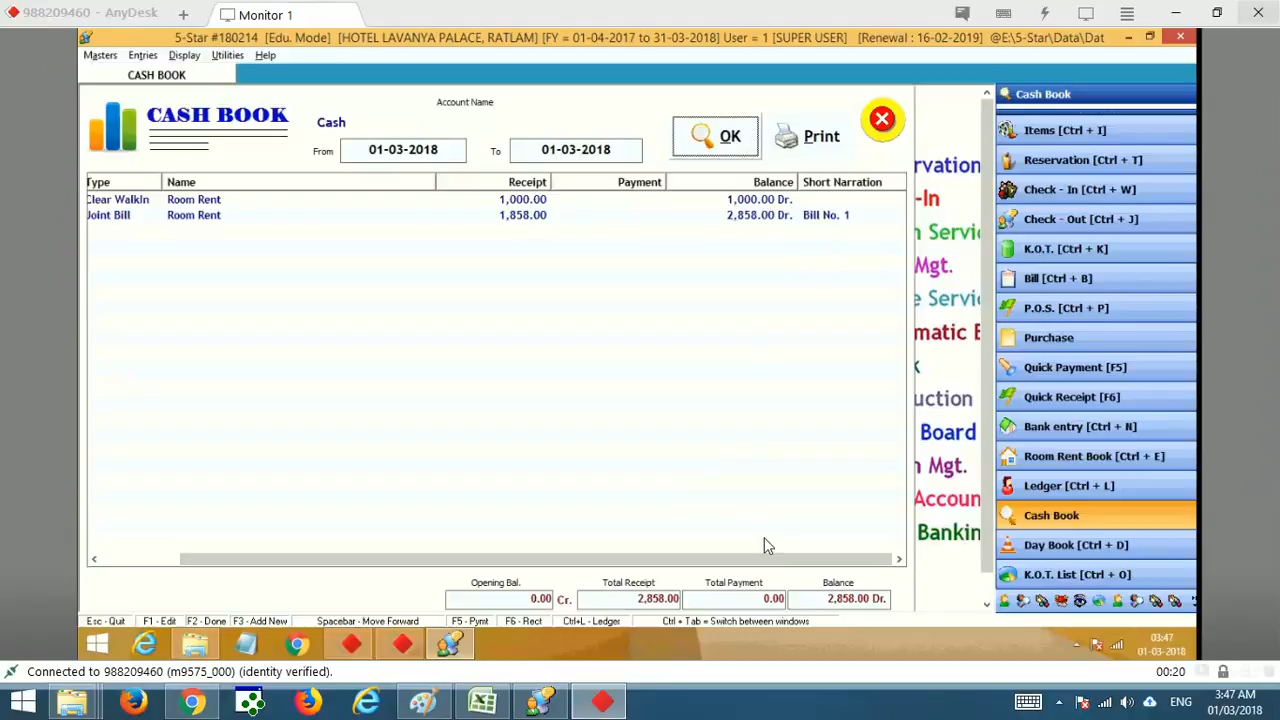 988209460 - AnyDesk
Monitor 1
5-Star #180214 [Edu. Mode] [HOTEL LAVANYA PALACE, RATLAM] [FY = 01-04-2017 to 31-03-2018] User = 1 [SUPER USER] [Renewal : 16-02-2019] @E:\5-Star\Data\Dat
Masters Entries Display Utilities Help
CASH BOOK
CASH BOOK
Account Name
Cash
From 01-03-2018 To 01-03-2018
OK
Print
Type Name Receipt Payment Balance Short Narration
Clear WalkIn Room Rent 1,000.00 1,000.00 Dr.
Joint Bill Room Rent 1,858.00 2,858.00 Dr. Bill No. 1
Opening Bal. Total Receipt Total Payment Balance
0.00 Cr. 2,858.00 0.00 2,858.00 Dr.
Esc - Quit F1 - Edit F2 - Done F3 - Add New Spacebar - Move Forward F5 - Pymt F6 - Rect Ctrl+L - Ledger Ctrl + Tab = Switch between windows
rvation
-In
n Servic
Mgt.
e Servic
matic B
k
uction
Board
n Mgt.
Accoun
Bankin
Cash Book
Items [Ctrl + I]
Reservation [Ctrl + T]
Check - In [Ctrl + W]
Check - Out [Ctrl + J]
K.O.T. [Ctrl + K]
Bill [Ctrl + B]
P.O.S. [Ctrl + P]
Purchase
Quick Payment [F5]
Quick Receipt [F6]
Bank entry [Ctrl + N]
Room Rent Book [Ctrl + E]
Ledger [Ctrl + L]
Cash Book
Day Book [Ctrl + D]
K.O.T. List [Ctrl + O]
03:47
01-03-2018
Connected to 988209460 (m9575_000) (identity verified).
00:20
ENG
3:47 AM
01/03/2018